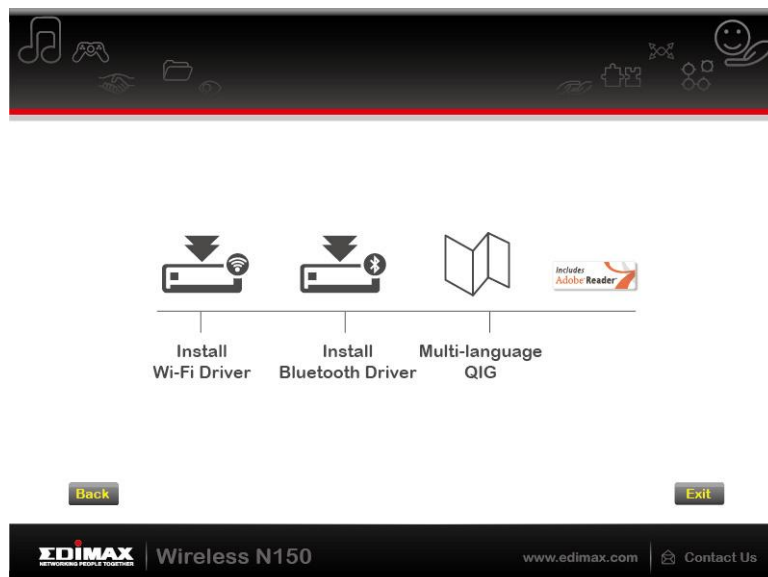 Includes
Adobe Reader 7
Install
Wi-Fi Driver
Install
Bluetooth Driver
Multi-language
QIG
Back
Exit
EDIMAX
NETWORKING PEOPLE TOGETHER
Wireless N150
www.edimax.com
Contact Us